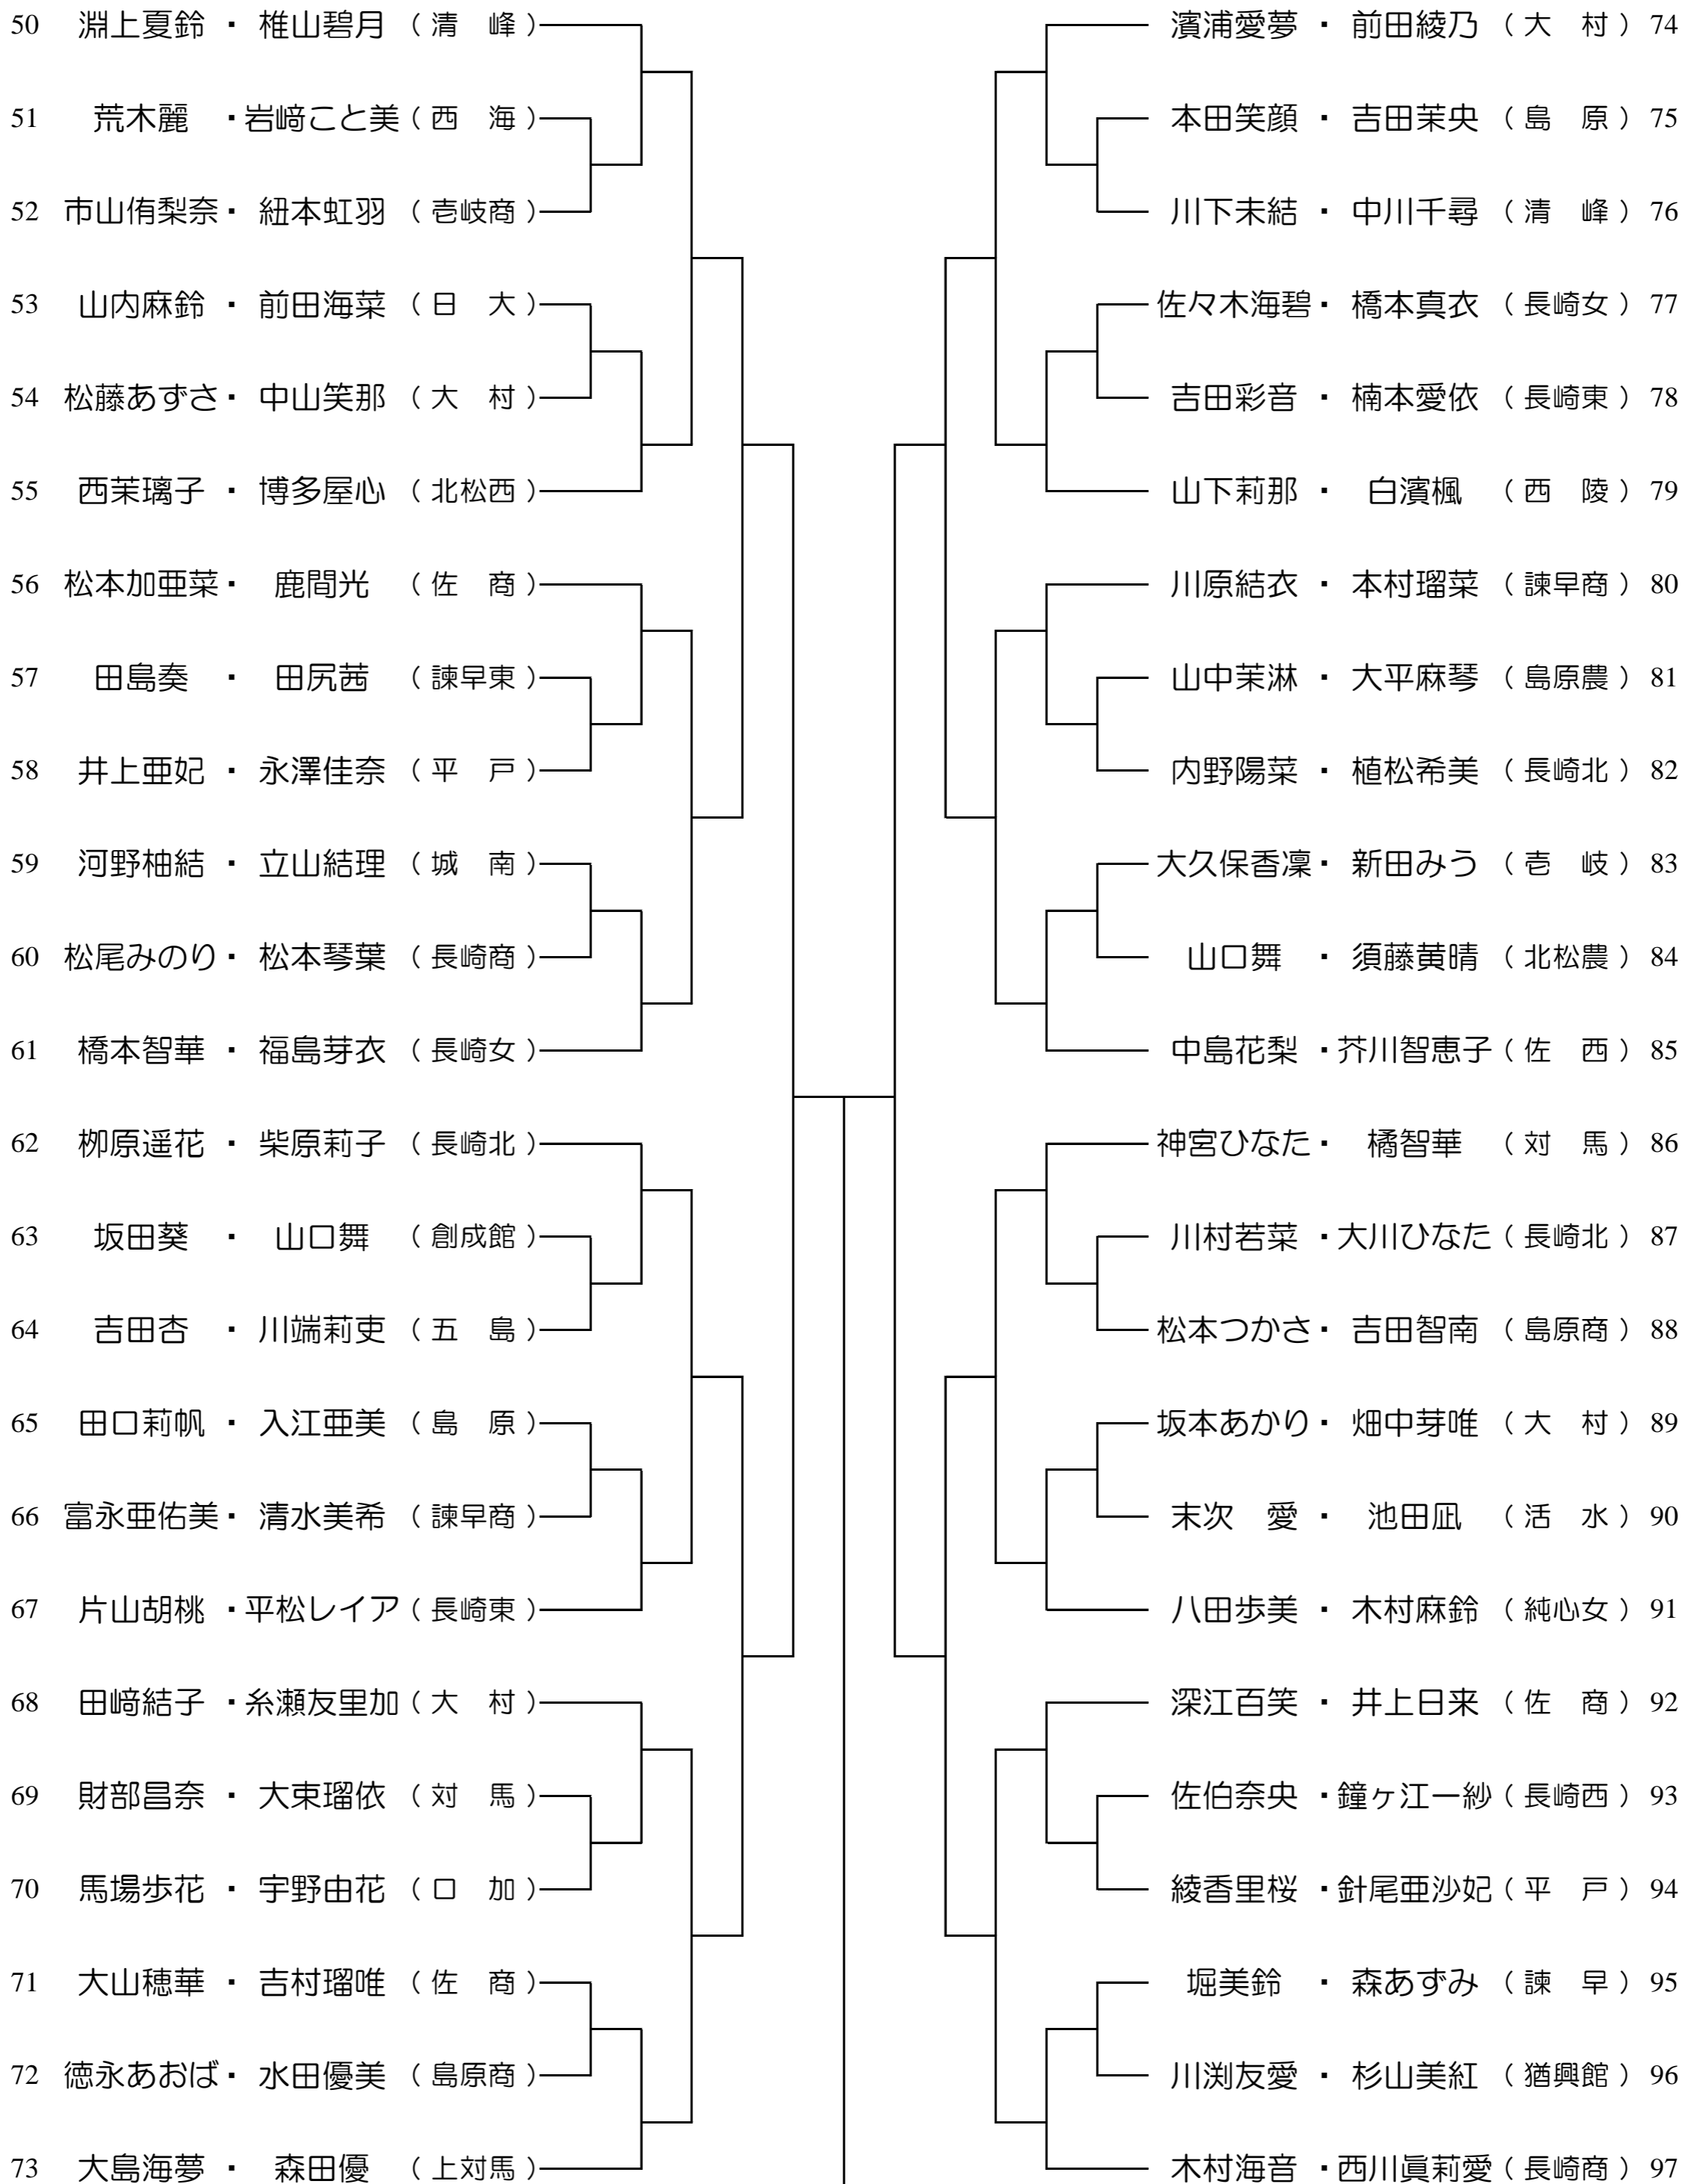 50 淵上夏鈴 ・ 椎山碧月 （ 清　峰 ）
51 荒木麗 ・ 岩﨑こと美 （ 西　海 ）
52 市山侑梨奈 ・ 紐本虹羽 （ 壱岐商 ）
53 山内麻鈴 ・ 前田海菜 （ 日　大 ）
54 松藤あずさ ・ 中山笑那 （ 大　村 ）
55 西茉璃子 ・ 博多屋心 （ 北松西 ）
56 松本加亜菜 ・ 鹿間光 （ 佐　商 ）
57 田島奏 ・ 田尻茜 （ 諫早東 ）
58 井上亜妃 ・ 永澤佳奈 （ 平　戸 ）
59 河野柚結 ・ 立山結理 （ 城　南 ）
60 松尾みのり ・ 松本琴葉 （ 長崎商 ）
61 橋本智華 ・ 福島芽衣 （ 長崎女 ）
62 栁原遥花 ・ 柴原莉子 （ 長崎北 ）
63 坂田葵 ・ 山口舞 （ 創成館 ）
64 吉田杏 ・ 川端莉吏 （ 五　島 ）
65 田口莉帆 ・ 入江亜美 （ 島　原 ）
66 富永亜佑美 ・ 清水美希 （ 諫早商 ）
67 片山胡桃 ・ 平松レイア （ 長崎東 ）
68 田﨑結子 ・ 糸瀬友里加 （ 大　村 ）
69 財部昌奈 ・ 大束瑠依 （ 対　馬 ）
70 馬場歩花 ・ 宇野由花 （ 口　加 ）
71 大山穂華 ・ 吉村瑠唯 （ 佐　商 ）
72 徳永あおば ・ 水田優美 （ 島原商 ）
73 大島海夢 ・ 森田優 （ 上対馬 ）
濱浦愛夢 ・ 前田綾乃 （ 大　村 ） 74
本田笑顔 ・ 吉田茉央 （ 島　原 ） 75
川下未結 ・ 中川千尋 （ 清　峰 ） 76
佐々木海碧 ・ 橋本真衣 （ 長崎女 ） 77
吉田彩音 ・ 楠本愛依 （ 長崎東 ） 78
山下莉那 ・ 白濱楓 （ 西　陵 ） 79
川原結衣 ・ 本村瑠菜 （ 諫早商 ） 80
山中茉淋 ・ 大平麻琴 （ 島原農 ） 81
内野陽菜 ・ 植松希美 （ 長崎北 ） 82
大久保香凜 ・ 新田みう （ 壱　岐 ） 83
山口舞 ・ 須藤黄晴 （ 北松農 ） 84
中島花梨 ・ 芥川智恵子 （ 佐　西 ） 85
神宮ひなた ・ 橘智華 （ 対　馬 ） 86
川村若菜 ・ 大川ひなた （ 長崎北 ） 87
松本つかさ ・ 吉田智南 （ 島原商 ） 88
坂本あかり ・ 畑中芽唯 （ 大　村 ） 89
末次　愛 ・ 池田凪 （ 活　水 ） 90
八田歩美 ・ 木村麻鈴 （ 純心女 ） 91
深江百笑 ・ 井上日来 （ 佐　商 ） 92
佐伯奈央 ・ 鐘ヶ江一紗 （ 長崎西 ） 93
綾香里桜 ・ 針尾亜沙妃 （ 平　戸 ） 94
堀美鈴 ・ 森あずみ （ 諫　早 ） 95
川渕友愛 ・ 杉山美紅 （ 猶興館 ） 96
木村海音 ・ 西川眞莉愛 （ 長崎商 ） 97